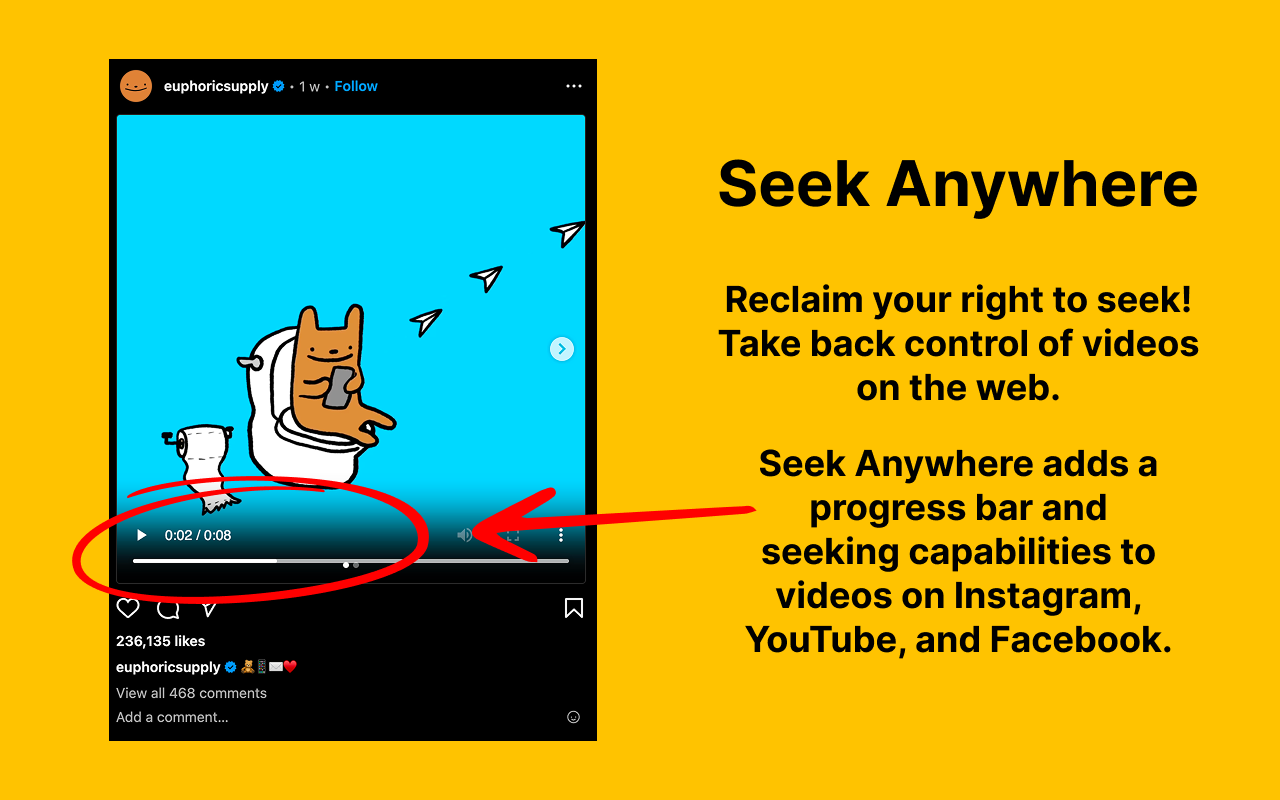 euphoricsupply • 1 w • Follow
0:02 / 0:08
236,135 likes
euphoricsupply 🧸📱✉️❤️
View all 468 comments
Add a comment...
Seek Anywhere
Reclaim your right to seek!
Take back control of videos
on the web.
Seek Anywhere adds a
progress bar and
seeking capabilities to
videos on Instagram,
YouTube, and Facebook.